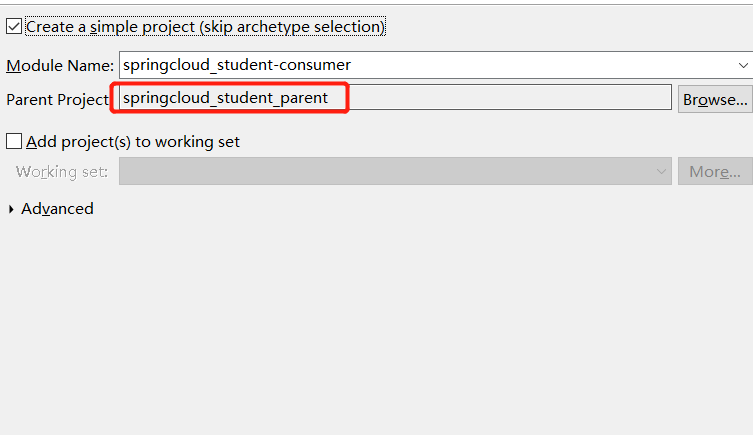 Create a simple project (skip archetype selection)
Module Name: springcloud_student-consumer
Parent Project springcloud_student_parent Browse...
Add project(s) to working set
Working set: More...
Advanced